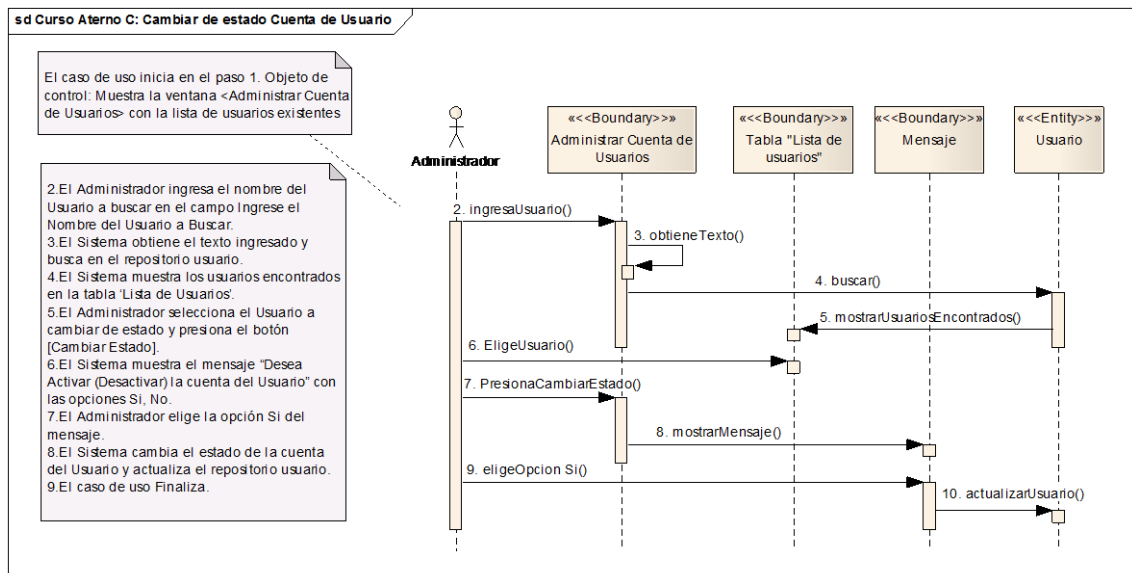 sd Curso Aterno C: Cambiar de estado Cuenta de Usuario
El caso de uso inicia en el paso 1. Objeto de
control: Muestra la ventana <Administrar Cuenta
de Usuarios> con la lista de usuarios existentes
2.El Administrador ingresa el nombre del
Usuario a buscar en el campo Ingrese el
Nombre del Usuario a Buscar.
3.El Sistema obtiene el texto ingresado y
busca en el repositorio usuario.
4.El Sistema muestra los usuarios encontrados
en la tabla ‘Lista de Usuarios’.
5.El Administrador selecciona el Usuario a
cambiar de estado y presiona el botón
[Cambiar Estado].
6.El Sistema muestra el mensaje “Desea
Activar (Desactivar) la cuenta del Usuario” con
las opciones Si, No.
7.El Administrador elige la opción Si del
mensaje.
8.El Sistema cambia el estado de la cuenta
del Usuario y actualiza el repositorio usuario.
9.El caso de uso Finaliza.
Administrador
«<<Boundary>>»
Administrar Cuenta de
Usuarios
«<<Boundary>>»
Tabla "Lista de
usuarios"
«<<Boundary>>»
Mensaje
«<<Entity>>»
Usuario
2. ingresaUsuario()
3. obtieneTexto()
4. buscar()
5. mostrarUsuariosEncontrados()
6. EligeUsuario()
7. PresionaCambiarEstado()
8. mostrarMensaje()
9. eligeOpcion Si()
10. actualizarUsuario()